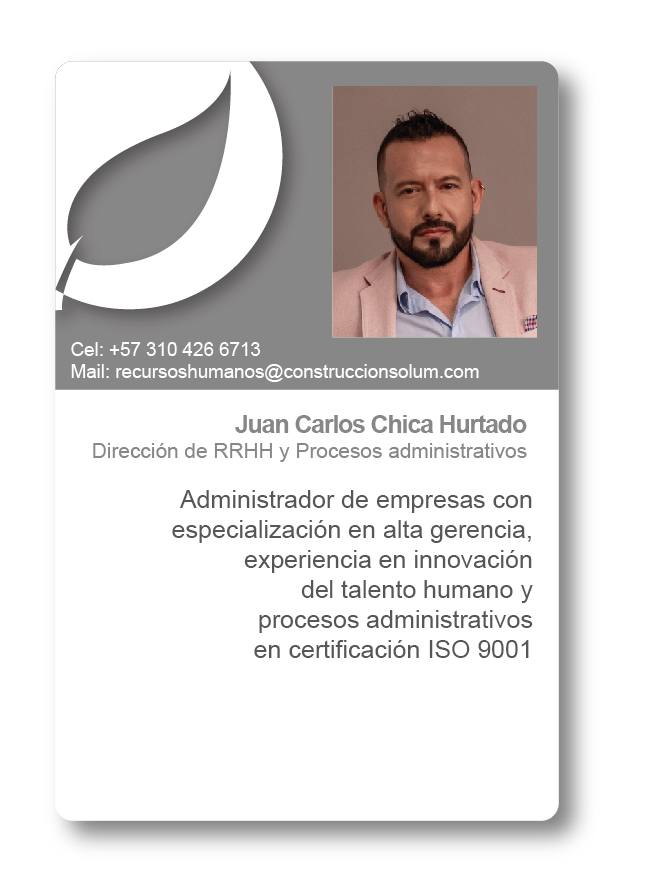 Cel: +57 310 426 6713
Mail: recursoshumanos@construccionsolum.com
Juan Carlos Chica Hurtado
Dirección de RRHH y Procesos administrativos
Administrador de empresas con
especialización en alta gerencia,
experiencia en innovación
del talento humano y
procesos administrativos
en certificación ISO 9001